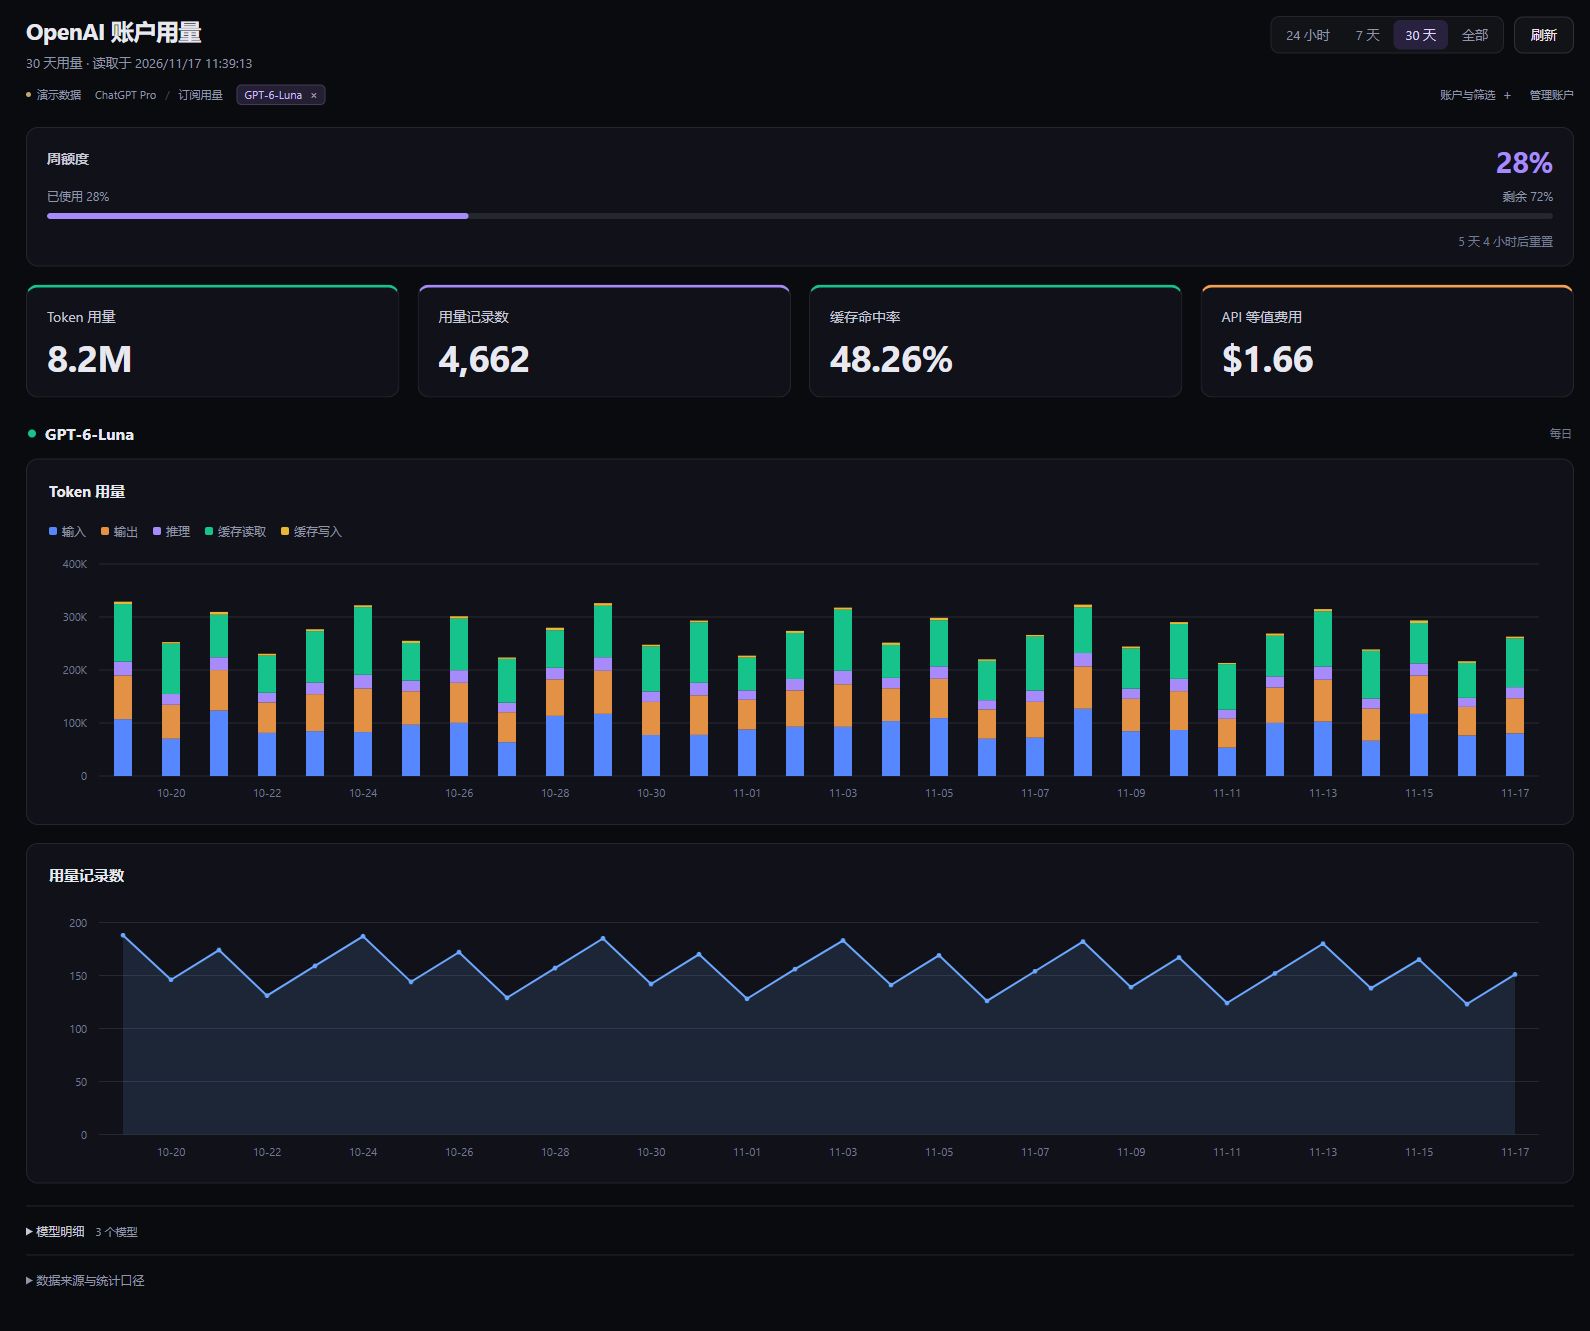 OpenAI 账户用量
24 小时 7 天 30 天 全部 刷新
30 天用量 · 读取于 2026/11/17 11:39:13
演示数据 ChatGPT Pro / 订阅用量 GPT-6-Luna ×
账户与筛选 + 管理账户
周额度
28%
已使用 28%
剩余 72%
5 天 4 小时后重置
Token 用量
8.2M
用量记录数
4,662
缓存命中率
48.26%
API 等值费用
$1.66
GPT-6-Luna
每日
Token 用量
输入 输出 推理 缓存读取 缓存写入
400K
300K
200K
100K
0
10-20 10-22 10-24 10-26 10-28 10-30 11-01 11-03 11-05 11-07 11-09 11-11 11-13 11-15 11-17
用量记录数
200
150
100
50
0
10-20 10-22 10-24 10-26 10-28 10-30 11-01 11-03 11-05 11-07 11-09 11-11 11-13 11-15 11-17
模型明细 3 个模型
数据来源与统计口径